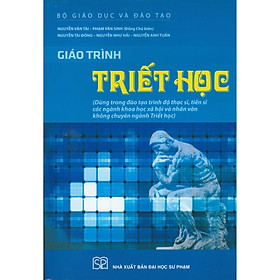 BỘ GIÁO DỤC VÀ ĐÀO TẠO
NGUYỄN VĂN TÀI - PHẠM VĂN SINH (Đồng Chủ biên)
NGUYỄN TÀI ĐÔNG - NGUYỄN NHƯ HẢI - NGUYỄN ANH TUẤN
GIÁO TRÌNH
TRIẾT HỌC
(Dùng trong đào tạo trình độ thạc sĩ, tiến sĩ
các ngành khoa học xã hội và nhân văn
không chuyên ngành Triết học)
NHÀ XUẤT BẢN ĐẠI HỌC SƯ PHẠM